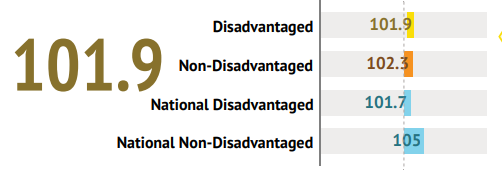 101.9
Disadvantaged 101.9
Non-Disadvantaged 102.3
National Disadvantaged 101.7
National Non-Disadvantaged 105